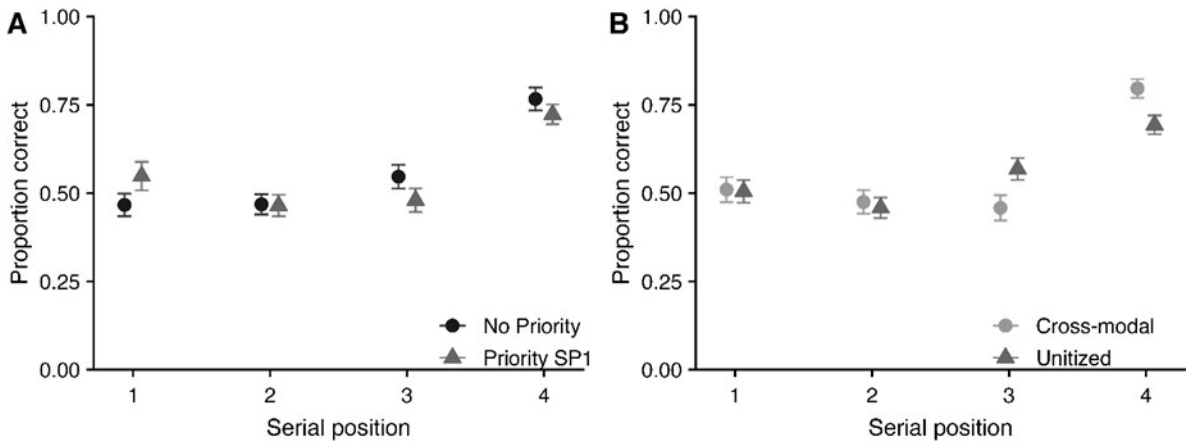 A
Proportion correct
1.00
0.75
0.50
0.25
0.00
No Priority
Priority SP1
1 2 3 4
Serial position
B
Proportion correct
1.00
0.75
0.50
0.25
0.00
Cross-modal
Unitized
1 2 3 4
Serial position